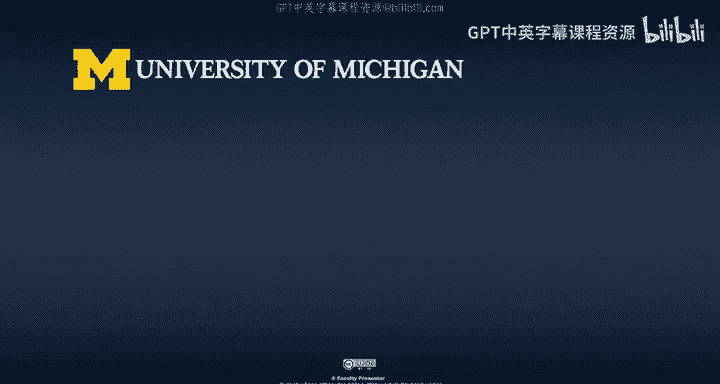 GPT中英字幕课程资源@bilibili.com
GPT中英字幕课程资源 bilibili
M UNIVERSITY OF MICHIGAN
© Faculty Presenter